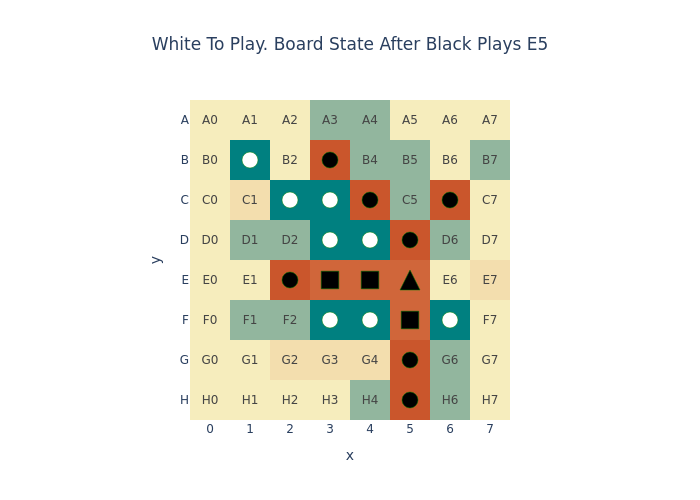 White To Play. Board State After Black Plays E5
A A0 A1 A2 A3 A4 A5 A6 A7
B B0 B2 B4 B5 B6 B7
C C0 C1 C5 C7
D D0 D1 D2 D6 D7
E E0 E1 E6 E7
F F0 F1 F2 F7
G G0 G1 G2 G3 G4 G6 G7
H H0 H1 H2 H3 H4 H6 H7
0 1 2 3 4 5 6 7
x
y